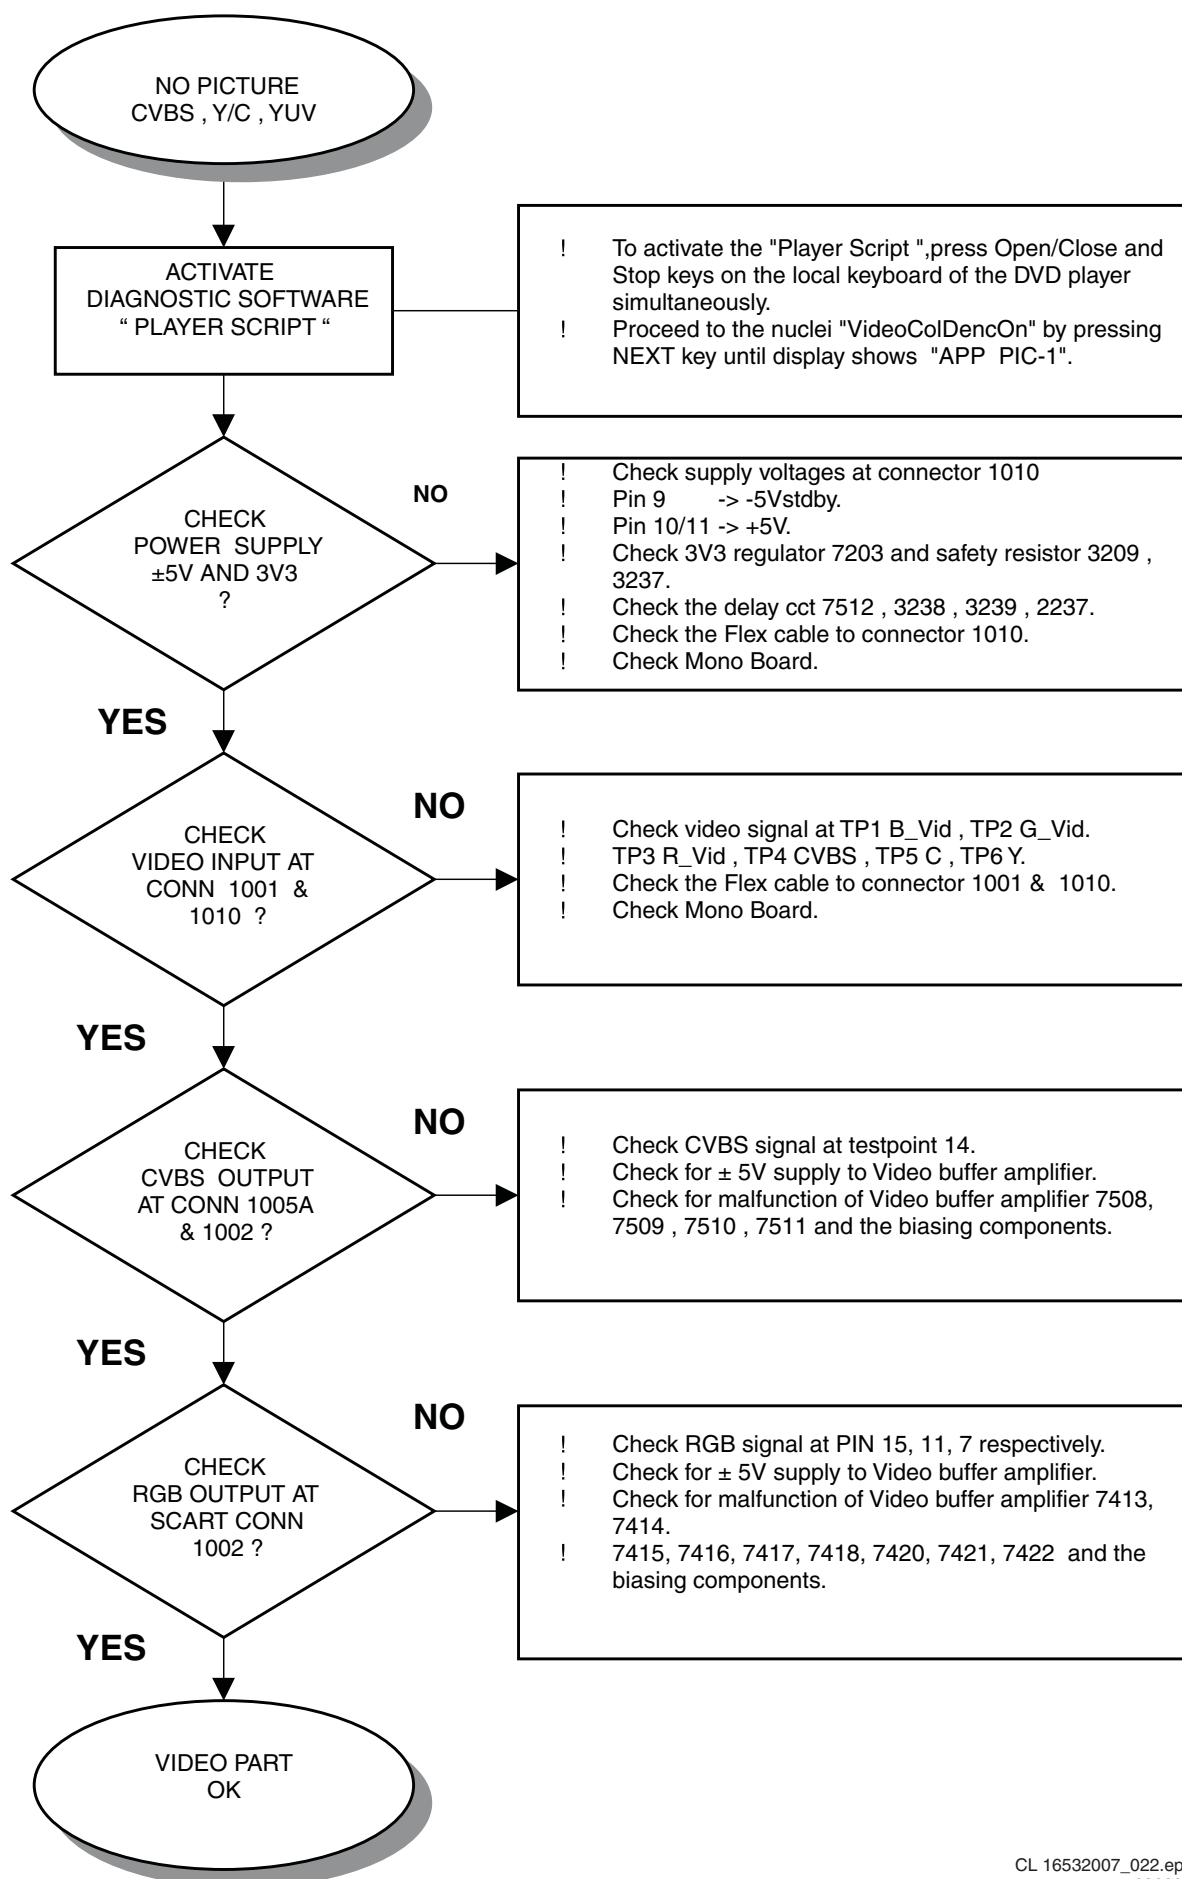 NO PICTURE
CVBS , Y/C , YUV
ACTIVATE
DIAGNOSTIC SOFTWARE
“ PLAYER SCRIPT “
! To activate the "Player Script ",press Open/Close and
Stop keys on the local keyboard of the DVD player
simultaneously.
! Proceed to the nuclei "VideoColDencOn" by pressing
NEXT key until display shows "APP PIC-1".
CHECK
POWER SUPPLY
±5V AND 3V3
?
NO
! Check supply voltages at connector 1010
! Pin 9 -> -5Vstdby.
! Pin 10/11 -> +5V.
! Check 3V3 regulator 7203 and safety resistor 3209 ,
3237.
! Check the delay cct 7512 , 3238 , 3239 , 2237.
! Check the Flex cable to connector 1010.
! Check Mono Board.
YES
CHECK
VIDEO INPUT AT
CONN 1001 &
1010 ?
NO
! Check video signal at TP1 B_Vid , TP2 G_Vid.
! TP3 R_Vid , TP4 CVBS , TP5 C , TP6 Y.
! Check the Flex cable to connector 1001 & 1010.
! Check Mono Board.
YES
CHECK
CVBS OUTPUT
AT CONN 1005A
& 1002 ?
NO
! Check CVBS signal at testpoint 14.
! Check for ± 5V supply to Video buffer amplifier.
! Check for malfunction of Video buffer amplifier 7508,
7509 , 7510 , 7511 and the biasing components.
YES
CHECK
RGB OUTPUT AT
SCART CONN
1002 ?
NO
! Check RGB signal at PIN 15, 11, 7 respectively.
! Check for ± 5V supply to Video buffer amplifier.
! Check for malfunction of Video buffer amplifier 7413,
7414.
! 7415, 7416, 7417, 7418, 7420, 7421, 7422 and the
biasing components.
YES
VIDEO PART
OK
CL 16532007_022.ep